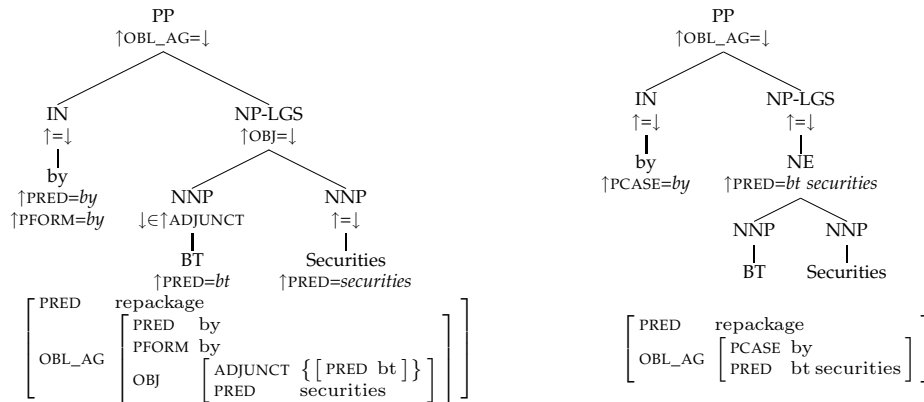 PP PP
↑OBL_AG=↓ ↑OBL_AG=↓
IN NP-LGS IN NP-LGS
↑=↓ ↑OBJ=↓ ↑=↓ ↑=↓
by NNP NNP by NE
↑PRED=by ↓∈↑ADJUNCT ↑=↓ ↑PCASE=by ↑PRED=bt securities
↑PFORM=by
BT Securities NNP NNP
↑PRED=bt ↑PRED=securities BT Securities
PRED repackage
PRED by
PFORM by
OBL_AG
ADJUNCT {[PRED bt]}
OBJ
PRED securities
PRED repackage
PCASE by
OBL_AG
PRED bt securities